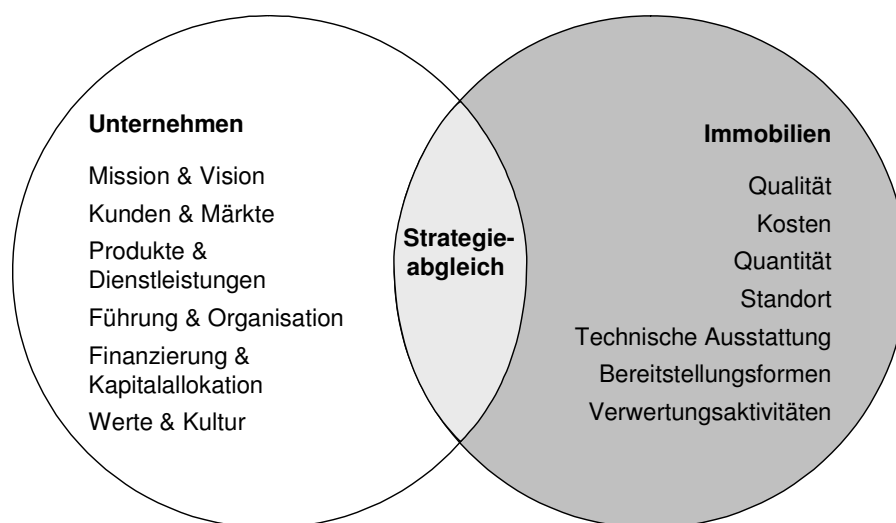 Unternehmen
Mission & Vision
Kunden & Märkte
Produkte &
Dienstleistungen
Führung & Organisation
Finanzierung &
Kapitalallokation
Werte & Kultur
Strategie-
abgleich
Immobilien
Qualität
Kosten
Quantität
Standort
Technische Ausstattung
Bereitstellungsformen
Verwertungsaktivitäten